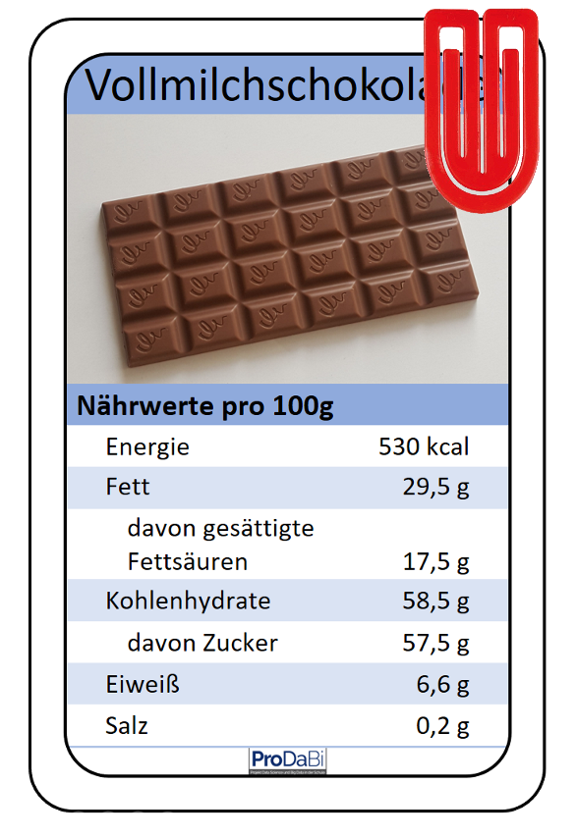 Vollmilchschokolade
Nährwerte pro 100g
Energie 530 kcal
Fett 29,5 g
davon gesättigte
Fettsäuren 17,5 g
Kohlenhydrate 58,5 g
davon Zucker 57,5 g
Eiweiß 6,6 g
Salz 0,2 g
ProDaBi